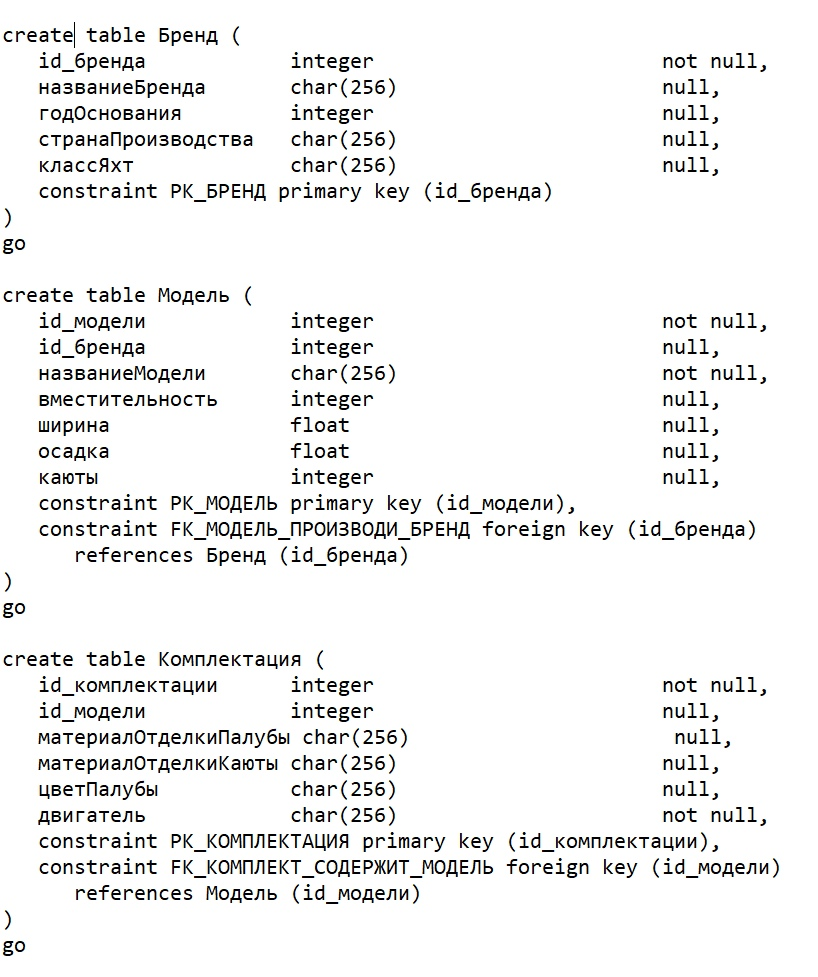 create table Бренд (
   id_бренда            integer                        not null,
   названиеБренда       char(256)                      null,
   годОснования         integer                        null,
   странаПроизводства   char(256)                      null,
   классЯхт             char(256)                      null,
   constraint PK_БРЕНД primary key (id_бренда)
)
go

create table Модель (
   id_модели            integer                        not null,
   id_бренда            integer                        null,
   названиеМодели       char(256)                      not null,
   вместительность      integer                        null,
   ширина               float                          null,
   осадка               float                          null,
   каюты                integer                        null,
   constraint PK_МОДЕЛЬ primary key (id_модели),
   constraint FK_МОДЕЛЬ_ПРОИЗВОДИ_БРЕНД foreign key (id_бренда)
      references Бренд (id_бренда)
)
go

create table Комплектация (
   id_комплектации      integer                        not null,
   id_модели            integer                        null,
   материалОтделкиПалубы char(256)                      null,
   материалОтделкиКаюты char(256)                      null,
   цветПалубы           char(256)                      null,
   двигатель            char(256)                      not null,
   constraint PK_КОМПЛЕКТАЦИЯ primary key (id_комплектации),
   constraint FK_КОМПЛЕКТ_СОДЕРЖИТ_МОДЕЛЬ foreign key (id_модели)
      references Модель (id_модели)
)
go